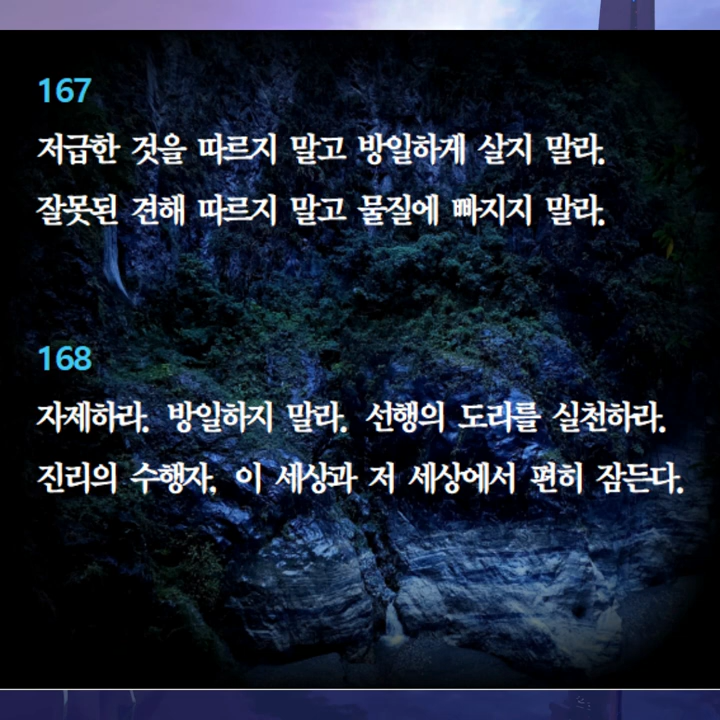 167
저급한 것을 따르지 말고 방일하게 살지 말라.
잘못된 견해 따르지 말고 물질에 빠지지 말라.
168
자제하라. 방일하지 말라. 선행의 도리를 실천하라.
진리의 수행자, 이 세상과 저 세상에서 편히 잠든다.